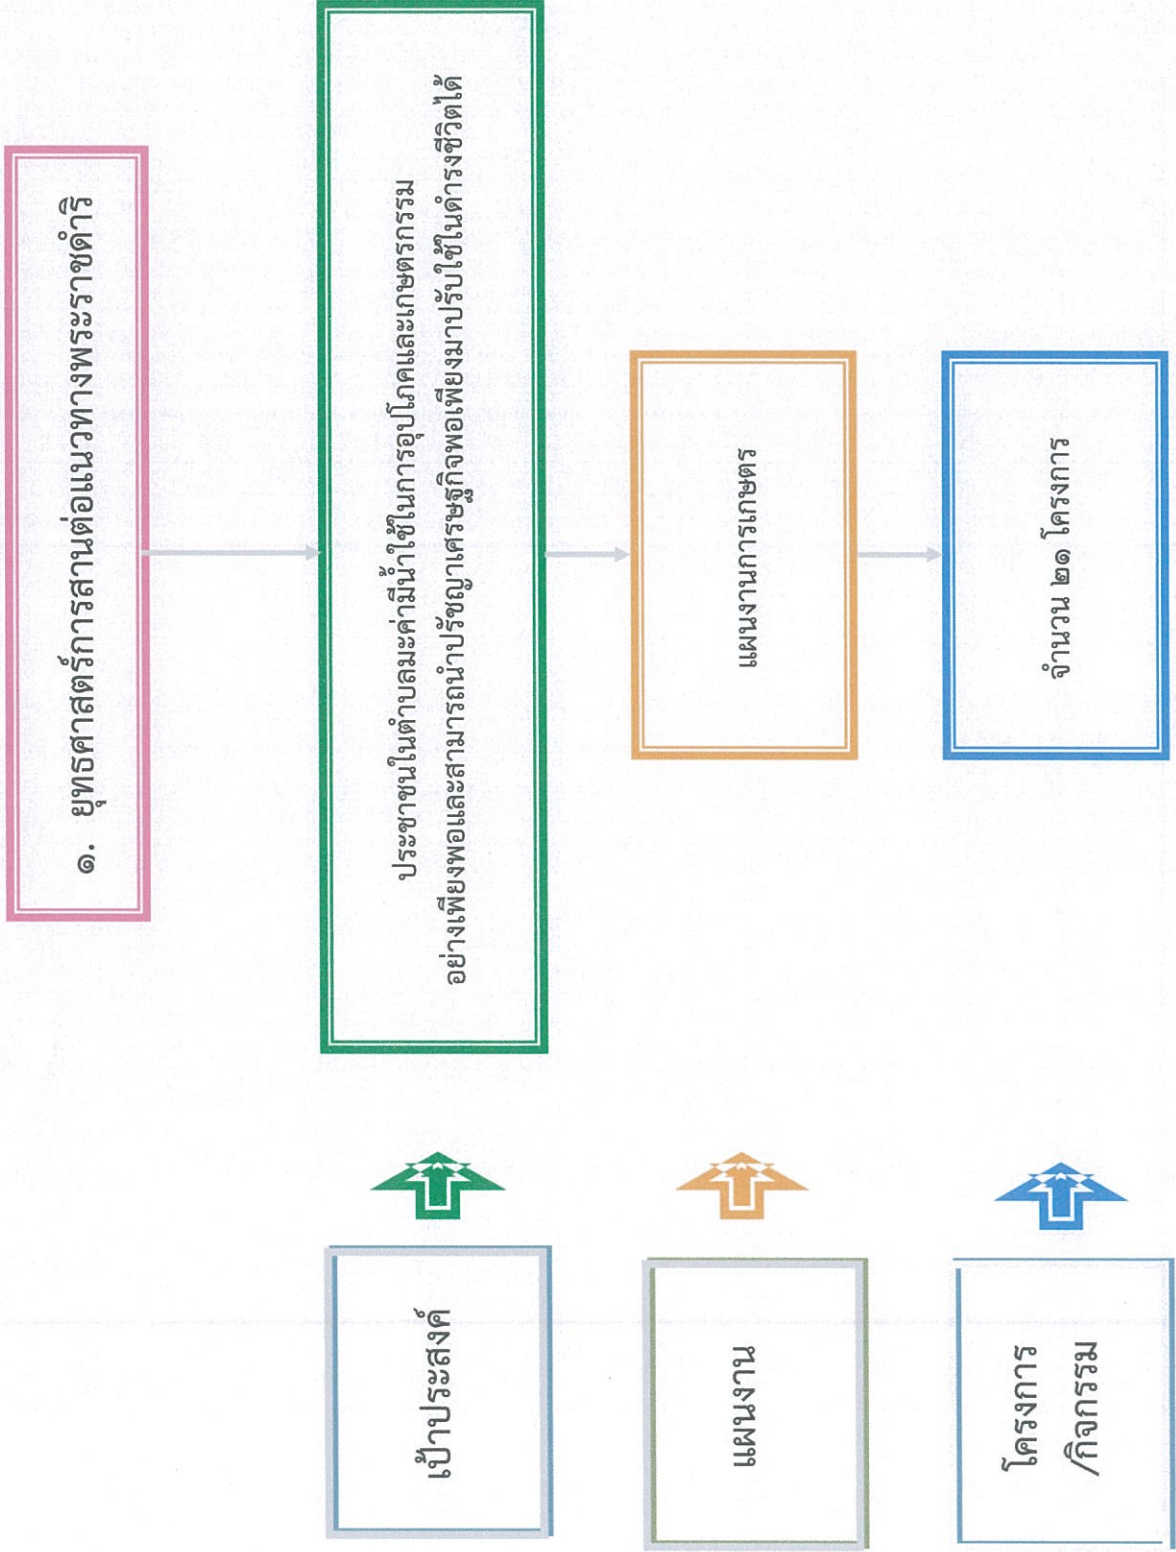 ๑. ยุทธศาสตร์การสานต่อแนวทางพระราชดำริ
เป้าประสงค์
ประชาชนในตำบลมะค่ามีน้ำใช้ในการอุปโภคและเกษตรกรรม
อย่างเพียงพอและสามารถนำปรัชญาเศรษฐกิจพอเพียงมาปรับใช้ในดำรงชีวิตได้
แผนงาน
แผนงานการเกษตร
โครงการ
/กิจกรรม
จำนวน ๒๑ โครงการ